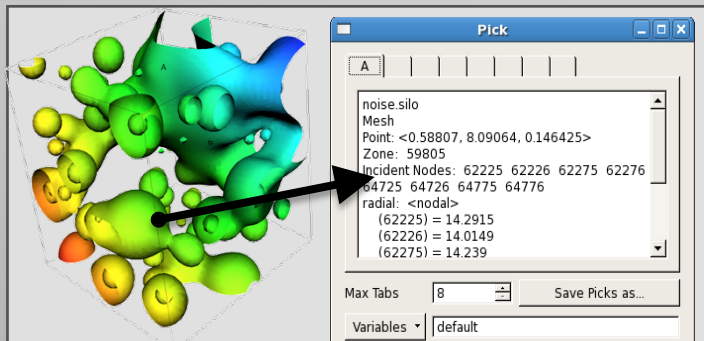 A
Pick
A
noise.silo
Mesh
Point: <0.58807, 8.09064, 0.146425>
Zone: 59805
Incident Nodes: 62225 62226 62275 62276
64725 64726 64775 64776
radial: <nodal>
(62225) = 14.2915
(62226) = 14.0149
(62275) = 14.239
Max Tabs 8 Save Picks as...
Variables default